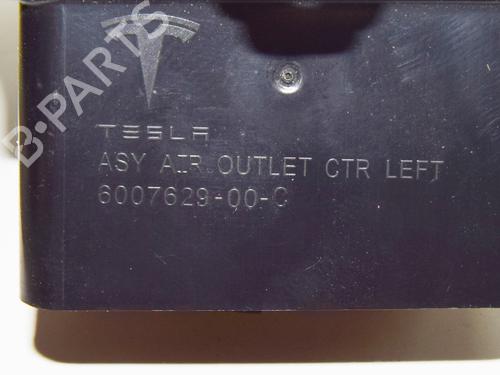 B-PARTS
TESLA
ASY AIR OUTLET CTR LEFT
6007629-00-C